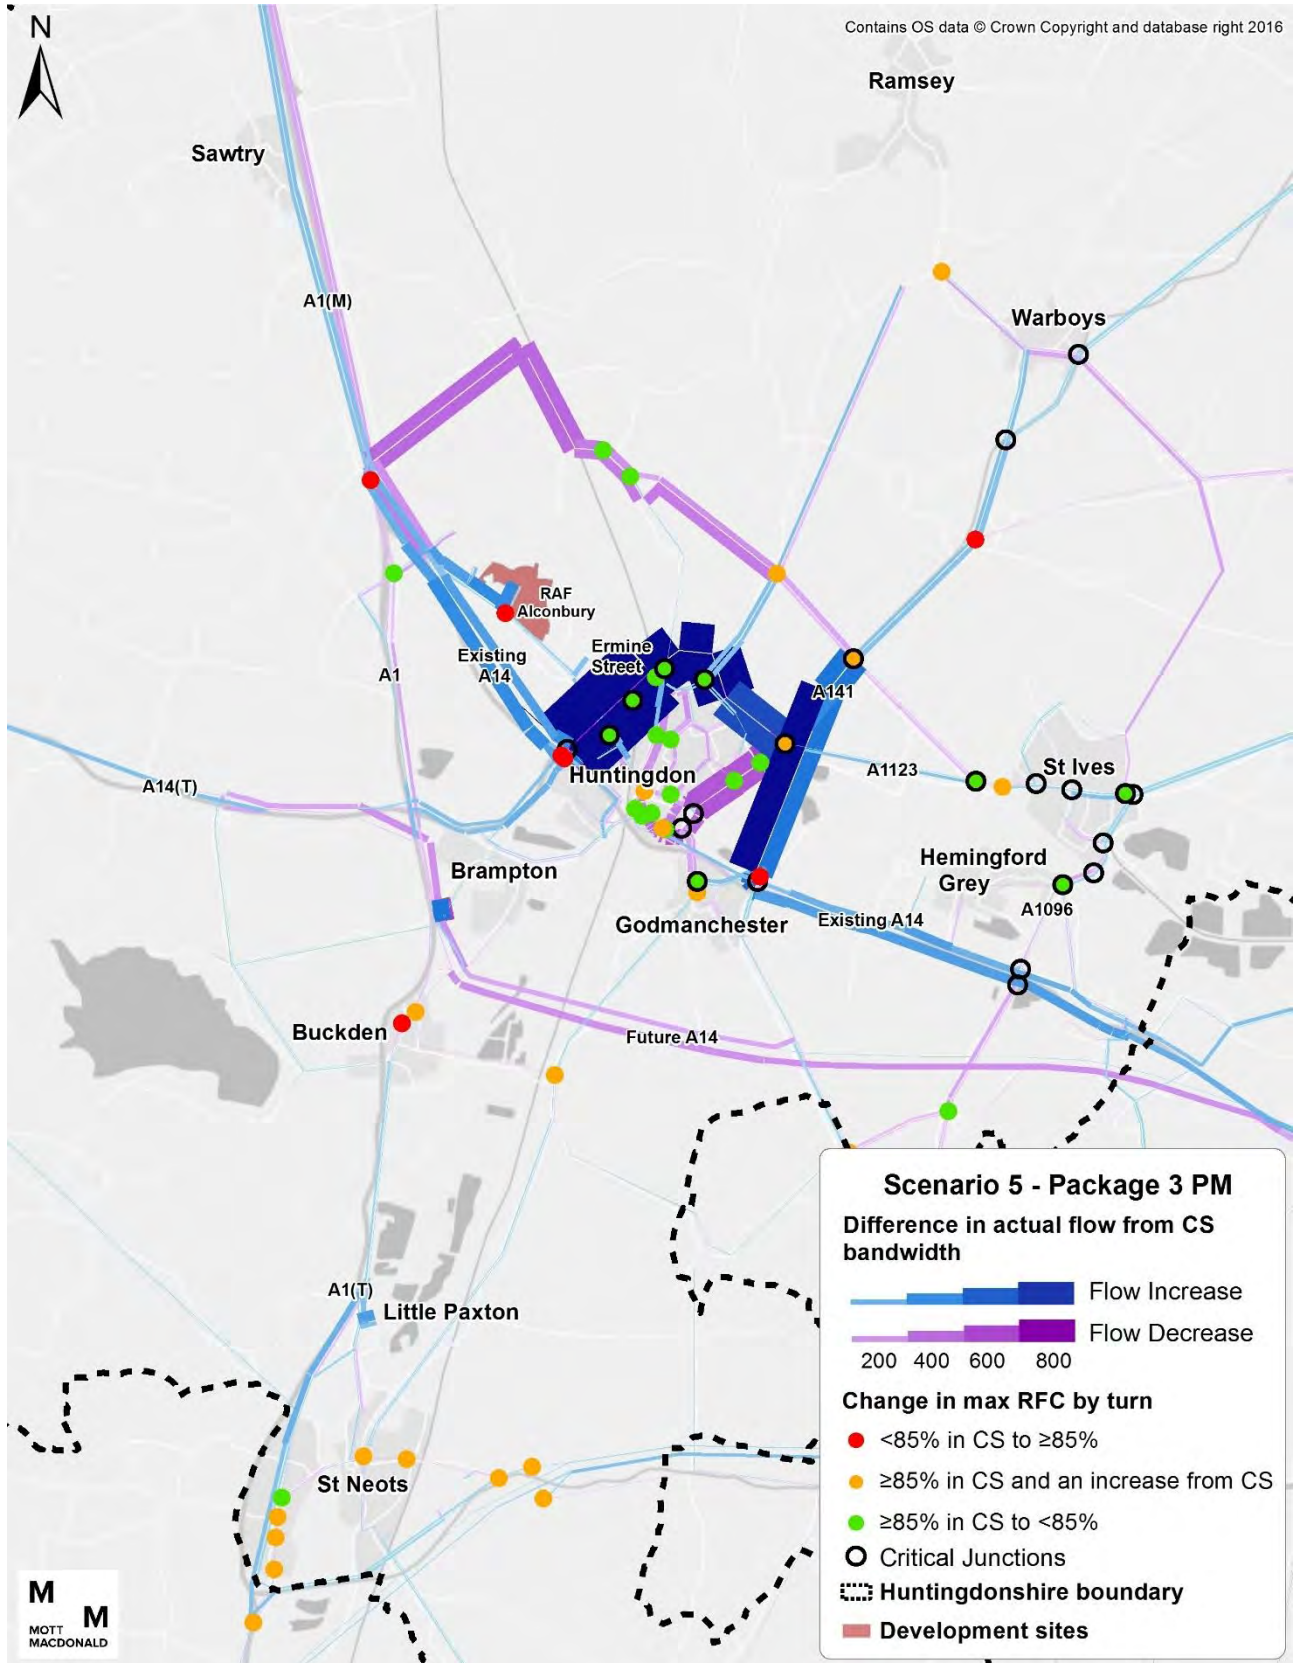 N
Contains OS data © Crown Copyright and database right 2016
Ramsey
Sawtry
A1(M)
Warboys
RAF
Alconbury
Ermine
Street
Existing
A14
A1
A141
A14(T)
Huntingdon
A1123
St Ives
Brampton
Hemingford
Grey
A1096
Godmanchester
Existing A14
Buckden
Future A14
A1(T)
Little Paxton
St Neots
Scenario 5 - Package 3 PM
Difference in actual flow from CS
bandwidth
Flow Increase
Flow Decrease
200 400 600 800
Change in max RFC by turn
<85% in CS to ≥85%
≥85% in CS and an increase from CS
≥85% in CS to <85%
Critical Junctions
Huntingdonshire boundary
Development sites
M
M
MOTT
MACDONALD